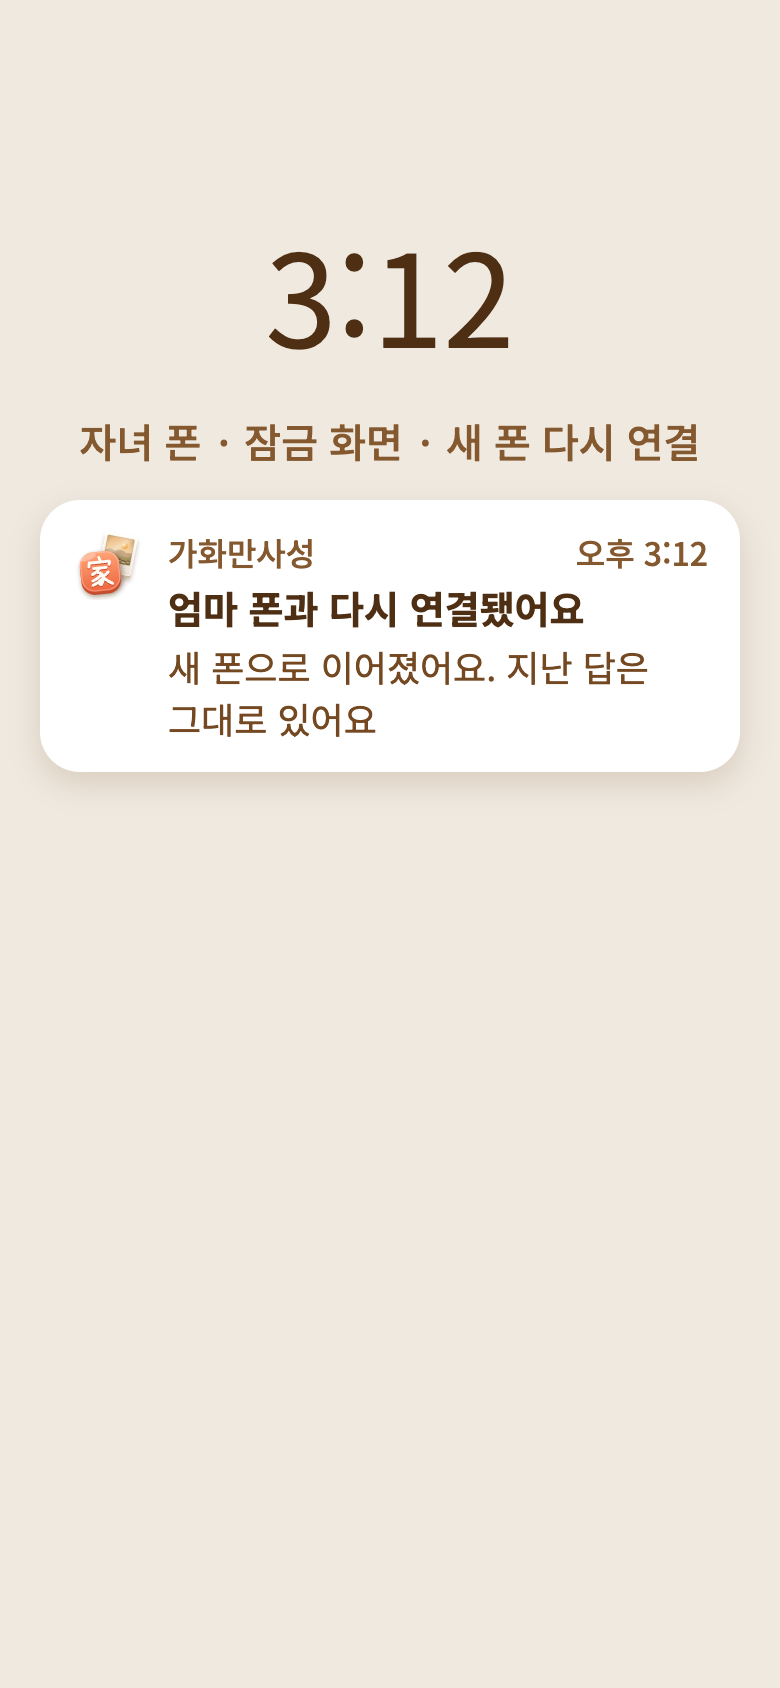 3:12
자녀 폰 · 잠금 화면 · 새 폰 다시 연결
家
가화만사성
오후 3:12
엄마 폰과 다시 연결됐어요
새 폰으로 이어졌어요. 지난 답은
그대로 있어요